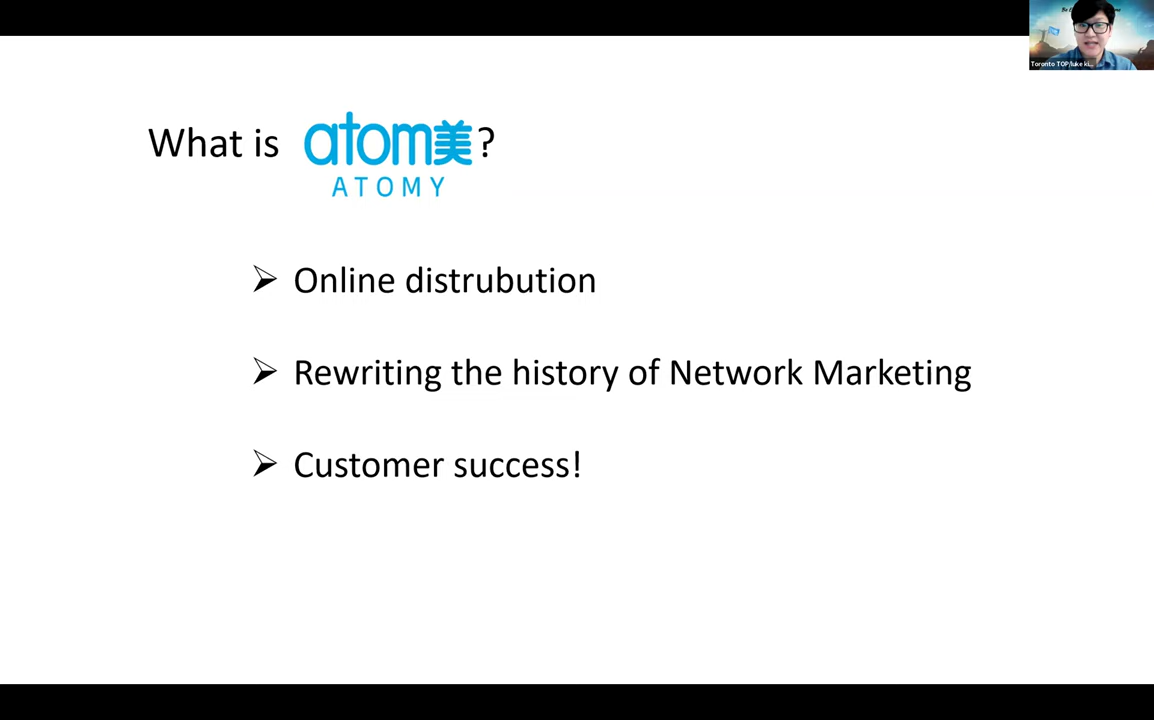 What is atom美?
ATOMY
➢ Online distrubution
➢ Rewriting the history of Network Marketing
➢ Customer success!
Toronto TOP/luke ki...